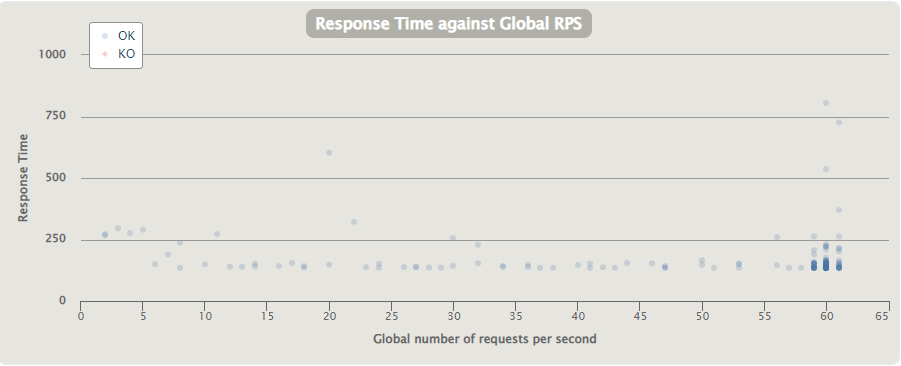 Response Time against Global RPS
OK
KO
1000
750
500
250
0
Response Time
0 5 10 15 20 25 30 35 40 45 50 55 60 65
Global number of requests per second